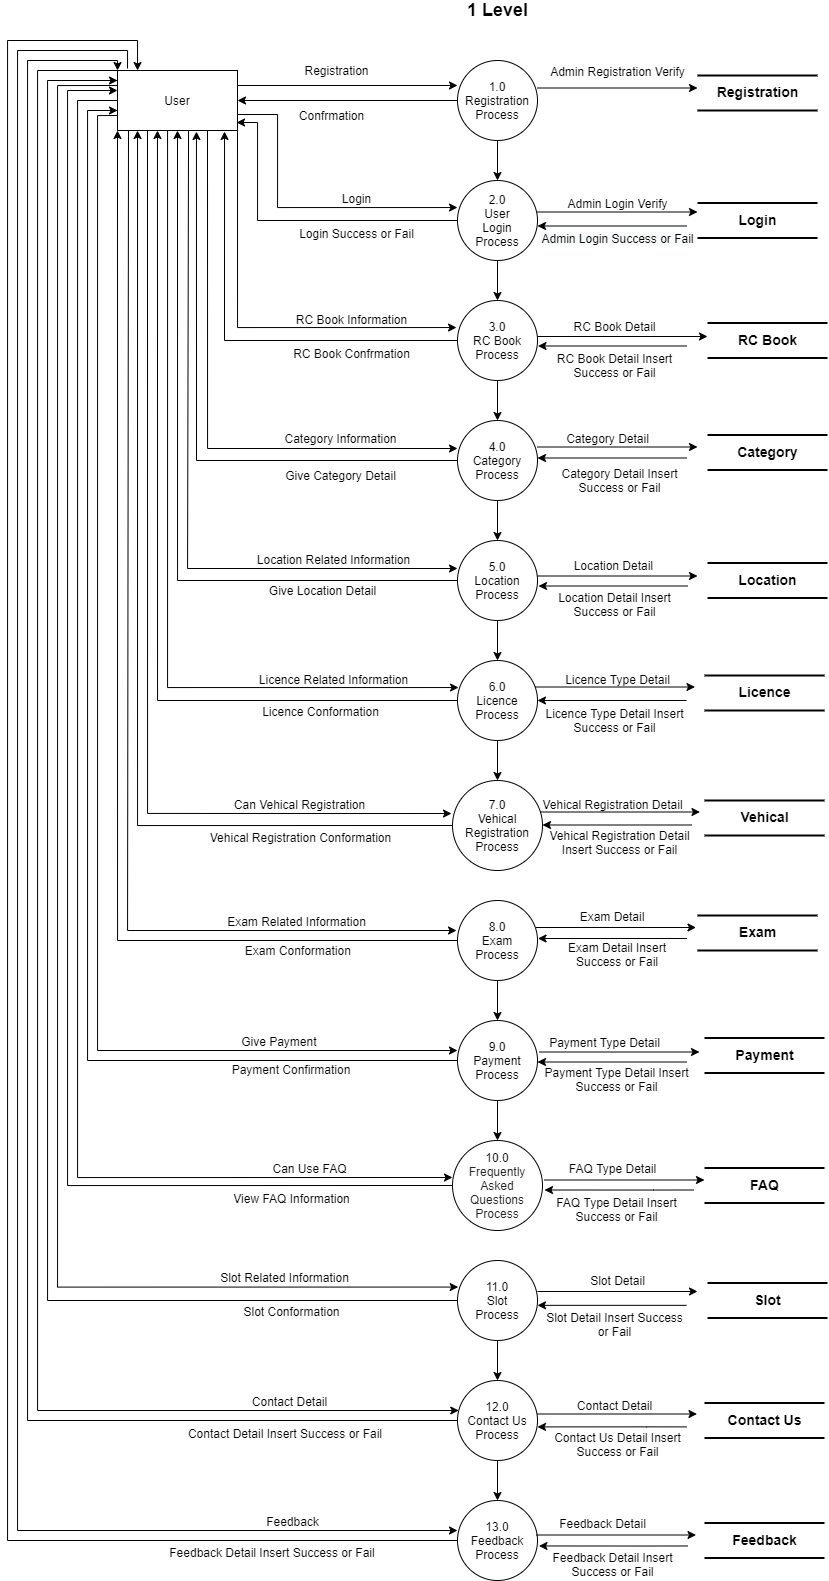 1 Level
User
Registration
Confrmation
1.0
Registration
Process
Admin Registration Verify
Registration
Login
Login Success or Fail
2.0
User
Login
Process
Admin Login Verify
Admin Login Success or Fail
Login
RC Book Information
RC Book Confrmation
3.0
RC Book
Process
RC Book Detail
RC Book Detail Insert
Success or Fail
RC Book
Category Information
Give Category Detail
4.0
Category
Process
Category Detail
Category Detail Insert
Success or Fail
Category
Location Related Information
Give Location Detail
5.0
Location
Process
Location Detail
Location Detail Insert
Success or Fail
Location
Licence Related Information
Licence Conformation
6.0
Licence
Process
Licence Type Detail
Licence Type Detail Insert
Success or Fail
Licence
Can Vehical Registration
Vehical Registration Conformation
7.0
Vehical
Registration
Process
Vehical Registration Detail
Vehical Registration Detail
Insert Success or Fail
Vehical
Exam Related Information
Exam Conformation
8.0
Exam
Process
Exam Detail
Exam Detail Insert
Success or Fail
Exam
Give Payment
Payment Confirmation
9.0
Payment
Process
Payment Type Detail
Payment Type Detail Insert
Success or Fail
Payment
Can Use FAQ
View FAQ Information
10.0
Frequently
Asked
Questions
Process
FAQ Type Detail
FAQ Type Detail Insert
Success or Fail
FAQ
Slot Related Information
Slot Conformation
11.0
Slot
Process
Slot Detail
Slot Detail Insert Success
or Fail
Slot
Contact Detail
Contact Detail Insert Success or Fail
12.0
Contact Us
Process
Contact Detail
Contact Us Detail Insert
Success or Fail
Contact Us
Feedback
Feedback Detail Insert Success or Fail
13.0
Feedback
Process
Feedback Detail
Feedback Detail Insert
Success or Fail
Feedback